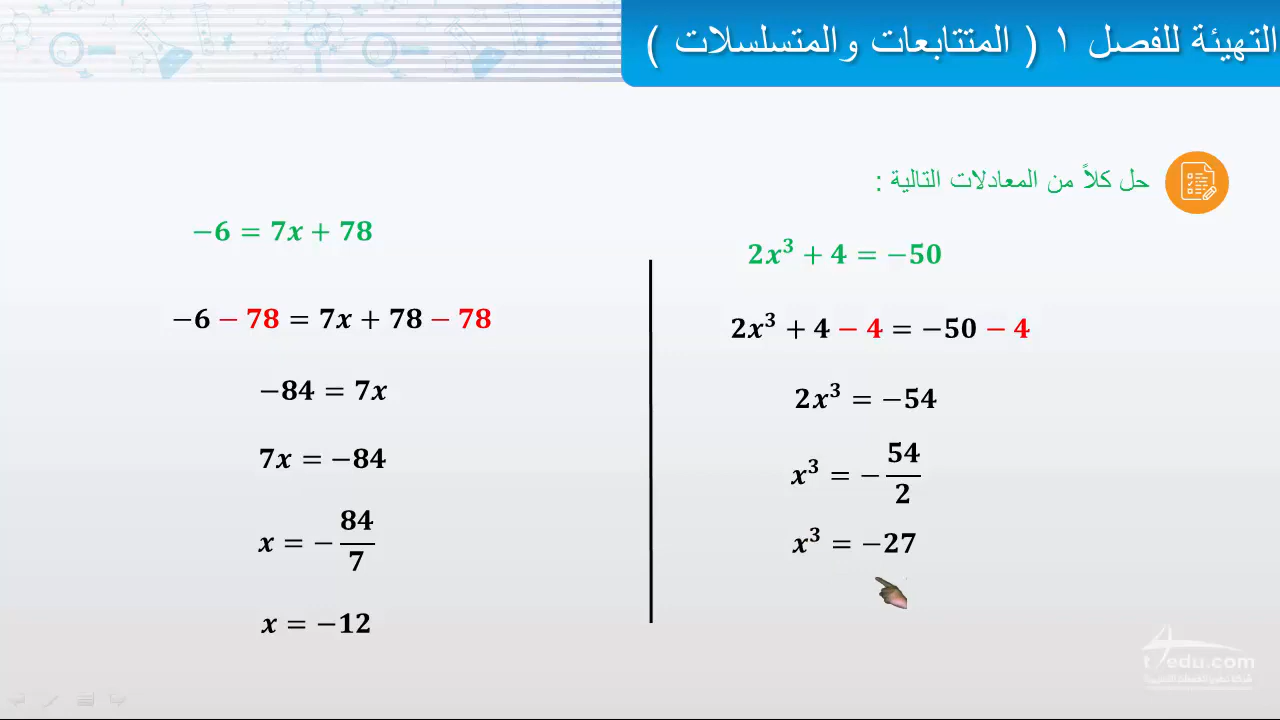 التهيئة للفصل ١ ( المتتابعات والمتسلسلات )
حل كلاً من المعادلات التالية :
2x³ + 4 = −50
2x³ + 4 − 4 = −50 − 4
2x³ = −54
x³ = −54/2
x³ = −27
−6 = 7x + 78
−6 − 78 = 7x + 78 − 78
−84 = 7x
7x = −84
x = −84/7
x = −12
t4edu.com